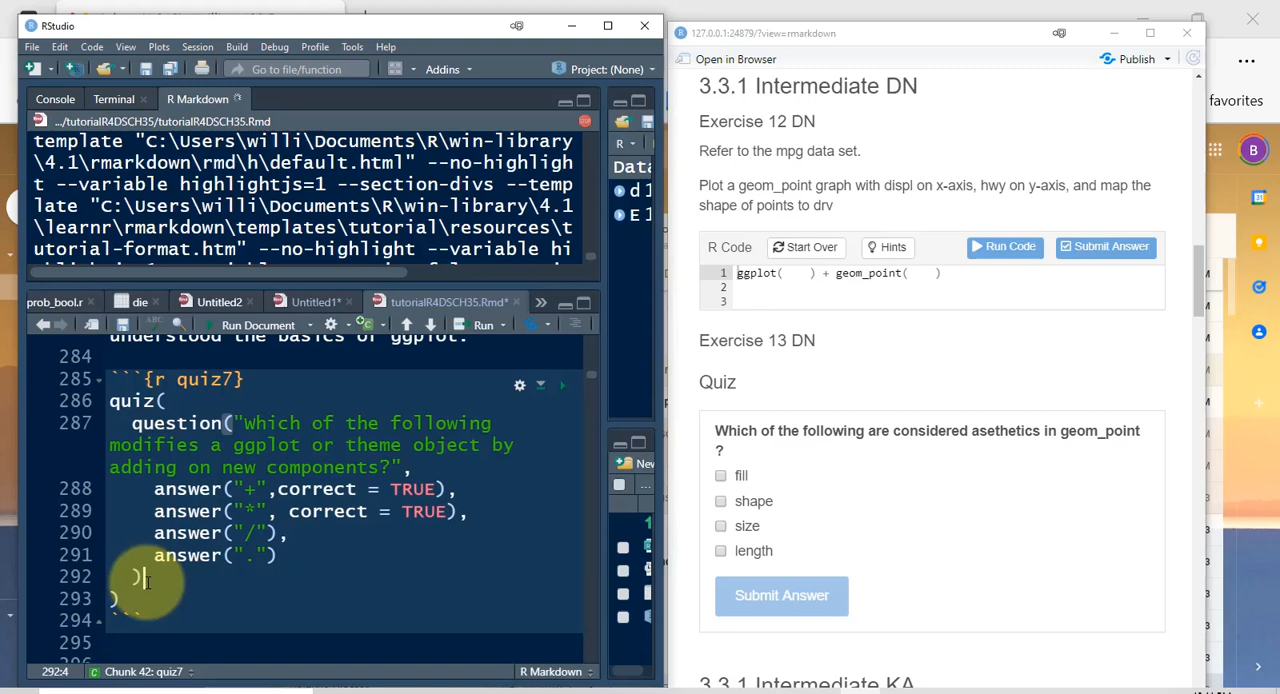 RStudio
File Edit Code View Plots Session Build Debug Profile Tools Help
Go to file/function Addins Project: (None)
Console Terminal R Markdown
.../tutorialR4DSCH35/tutorialR4DSCH35.Rmd
template "C:\Users\willi\Documents\R\win-library
\4.1\rmarkdown\rmd\h\default.html" --no-highligh
t --variable highlightjs=1 --section-divs --temp
late "C:\Users\willi\Documents\R\win-library\4.1
\learnr\rmarkdown\templates\tutorial\resources\t
utorial-format.htm" --no-highlight --variable hi
R
Data
d 1
E 1
prob_bool.r die Untitled2 Untitled1* tutorialR4DSCH35.Rmd*
Run Document Run
understood the basics of ggplot.
284
285 ```{r quiz7}
286 quiz(
287 question("Which of the following
modifies a ggplot or theme object by
adding on new components?",
288 answer("+",correct = TRUE),
289 answer("*", correct = TRUE),
290 answer("/"),
291 answer(".")
292 )
293 )
294 ```
295
292:4 Chunk 42: quiz7 R Markdown
New
...
127.0.0.1:24879/?view=rmarkdown
Open in Browser Publish
3.3.1 Intermediate DN
Exercise 12 DN
Refer to the mpg data set.
Plot a geom_point graph with displ on x-axis, hwy on y-axis, and map the
shape of points to drv
R Code Start Over Hints Run Code Submit Answer
1 ggplot( ) + geom_point( )
2
3
Exercise 13 DN
Quiz
Which of the following are considered asethetics in geom_point
?
fill
shape
size
length
Submit Answer
3.3.1 Intermediate KA
favorites
B